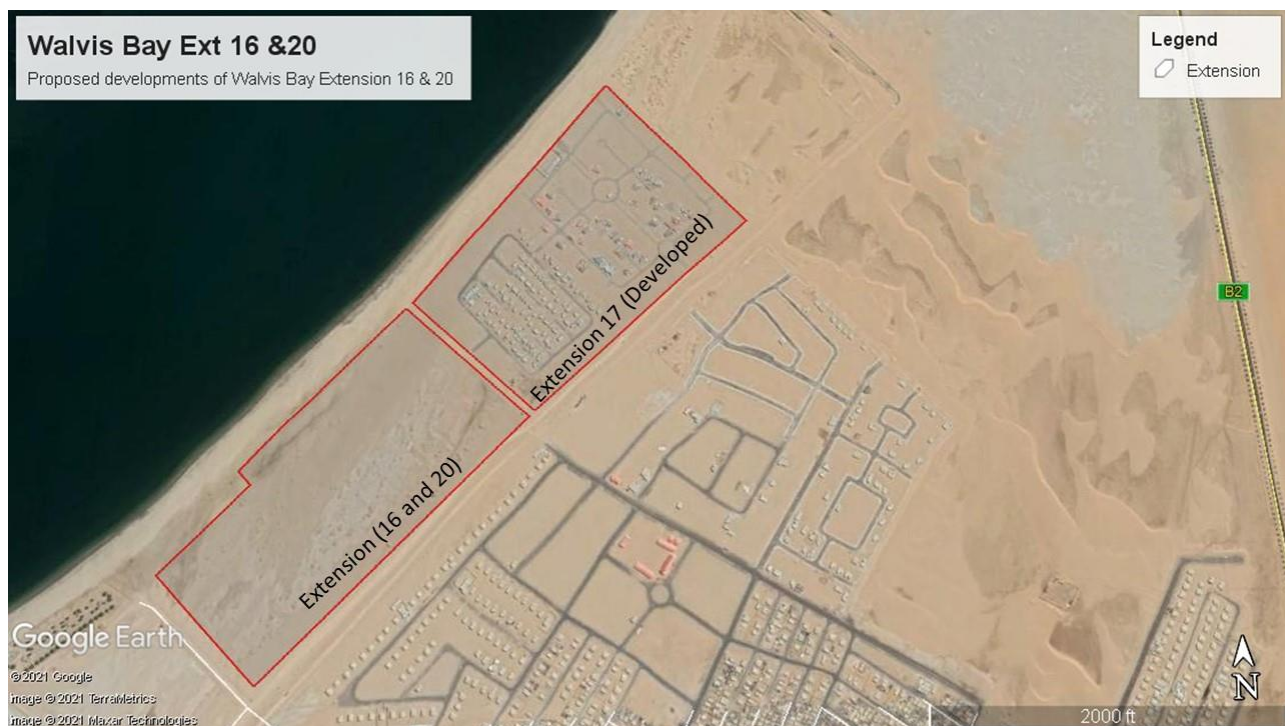 Walvis Bay Ext 16 &20
Proposed developments of Walvis Bay Extension 16 & 20
Legend
Extension
B2
Extension 17 (Developed)
Extension (16 and 20)
Google Earth
© 2021 Google
Image © 2021 TerraMetrics
Image © 2021 Maxar Technologies
N
2000 ft